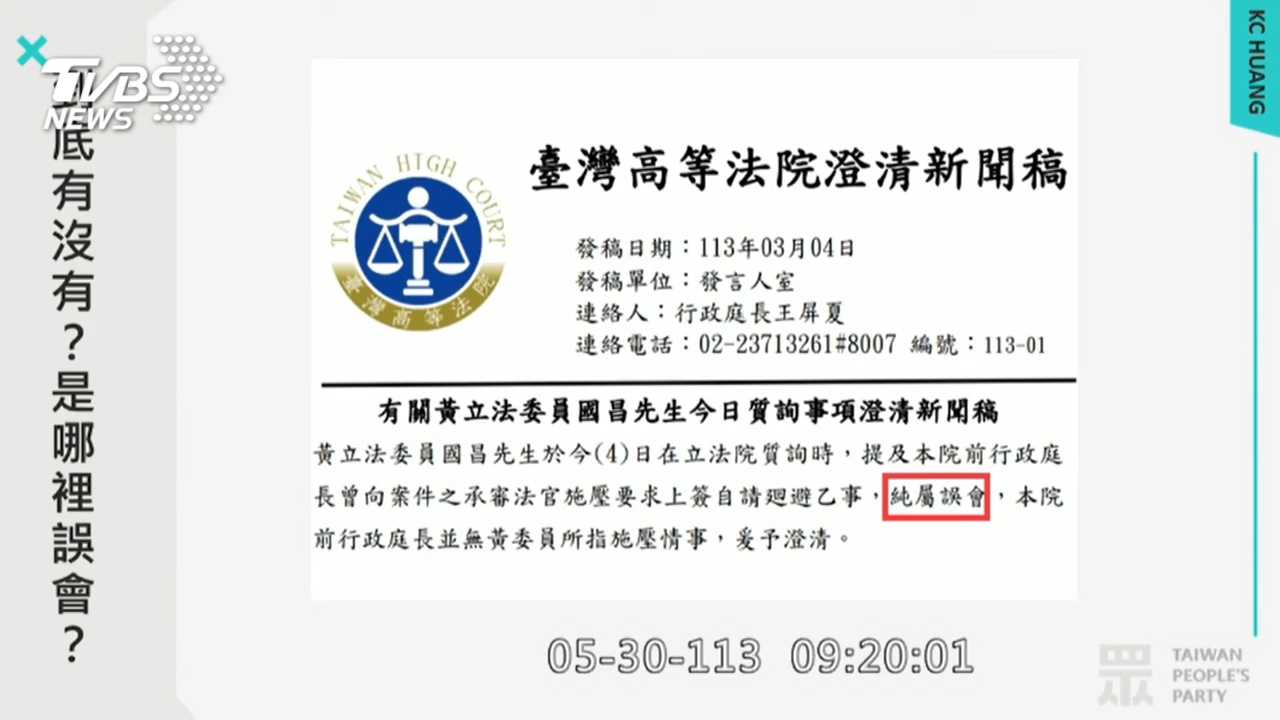 TVBS
NEWS
到底有沒有？是哪裡誤會？
KC HUANG
TAIWAN HIGH COURT
臺灣高等法院
臺灣高等法院澄清新聞稿
發稿日期：113年03月04日
發稿單位：發言人室
連絡人：行政庭長王屏夏
連絡電話：02-23713261#8007 編號：113-01
有關黃立法委員國昌先生今日質詢事項澄清新聞稿
黃立法委員國昌先生於今(4)日在立法院質詢時，提及本院前行政庭
長曾向案件之承審法官施壓要求上簽自請迴避乙事，純屬誤會，本院
前行政庭長並無黃委員所指施壓情事，爰予澄清。
05-30-113 09:20:01
眾
TAIWAN
PEOPLE'S
PARTY